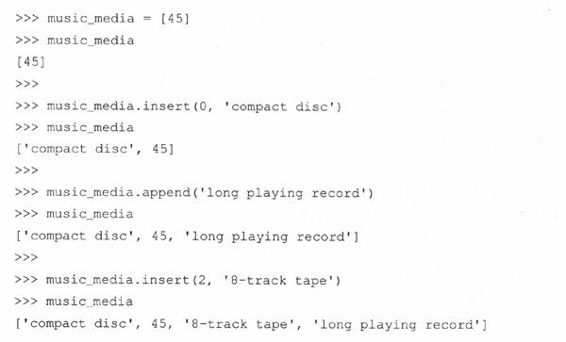 >>> music_media = [45]
>>> music_media
[45]
>>>
>>> music_media.insert(0, 'compact disc')
>>> music_media
['compact disc', 45]
>>>
>>> music_media.append('long playing record')
>>> music_media
['compact disc', 45, 'long playing record']
>>>
>>> music_media.insert(2, '8-track tape')
>>> music_media
['compact disc', 45, '8-track tape', 'long playing record']